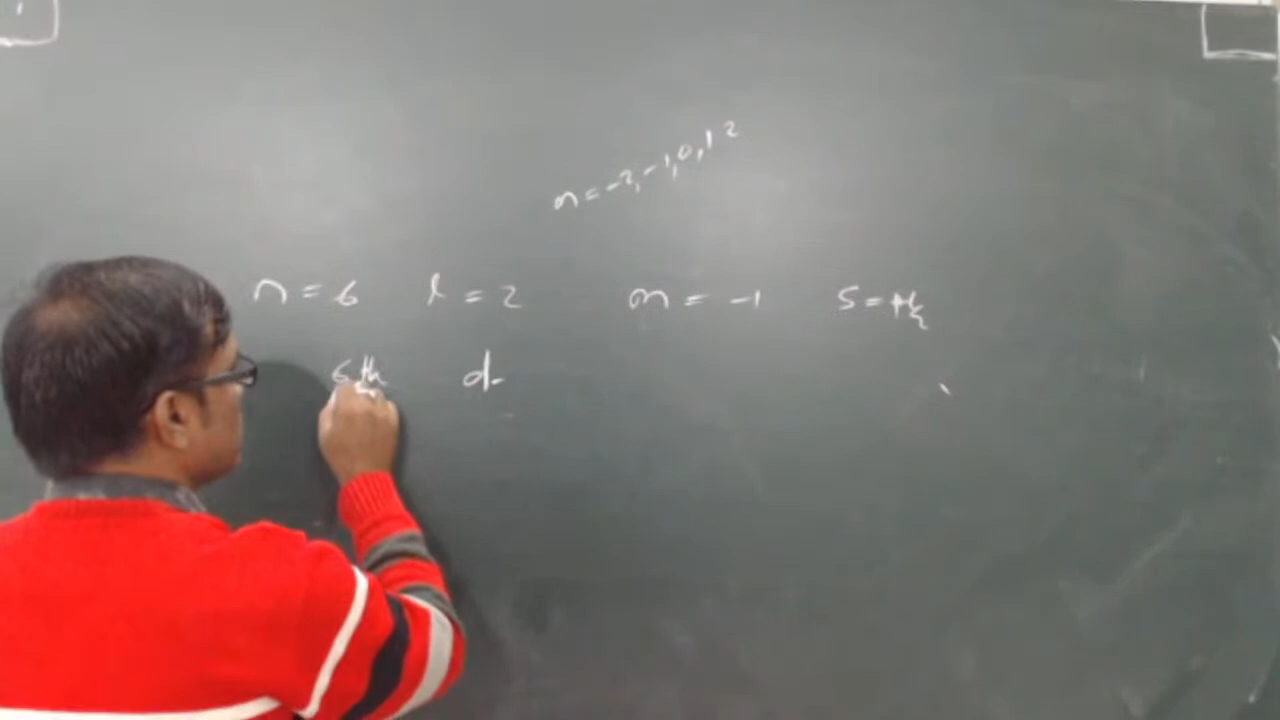 m = -2, -1, 0, 1 2
n = 6 l = 2 m = -1 s = +½
6th d-